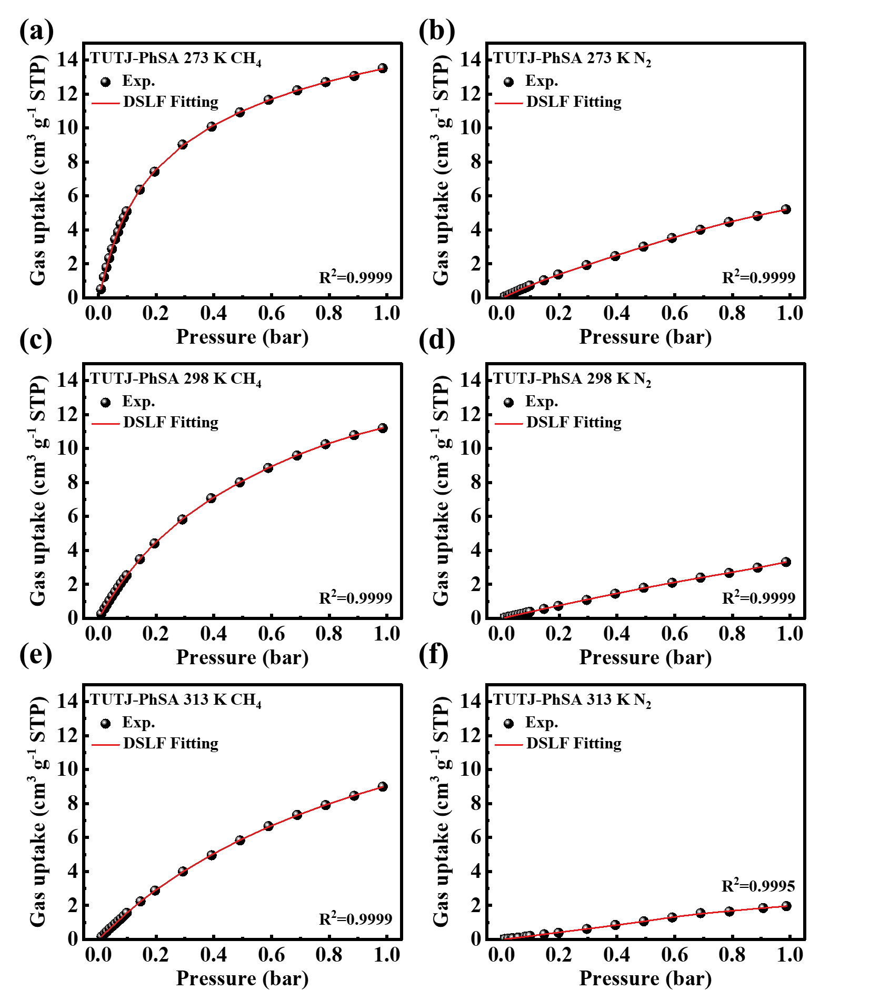 (a)
TUTJ-PhSA 273 K CH₄
Exp.
DSLF Fitting
R²=0.9999
Gas uptake (cm³ g⁻¹ STP)
14
12
10
8
6
4
2
0
0.0 0.2 0.4 0.6 0.8 1.0
Pressure (bar)
(b)
TUTJ-PhSA 273 K N₂
Exp.
DSLF Fitting
R²=0.9999
Gas uptake (cm³ g⁻¹ STP)
14
12
10
8
6
4
2
0
0.0 0.2 0.4 0.6 0.8 1.0
Pressure (bar)
(c)
TUTJ-PhSA 298 K CH₄
Exp.
DSLF Fitting
R²=0.9999
Gas uptake (cm³ g⁻¹ STP)
14
12
10
8
6
4
2
0
0.0 0.2 0.4 0.6 0.8 1.0
Pressure (bar)
(d)
TUTJ-PhSA 298 K N₂
Exp.
DSLF Fitting
R²=0.9999
Gas uptake (cm³ g⁻¹ STP)
14
12
10
8
6
4
2
0
0.0 0.2 0.4 0.6 0.8 1.0
Pressure (bar)
(e)
TUTJ-PhSA 313 K CH₄
Exp.
DSLF Fitting
R²=0.9999
Gas uptake (cm³ g⁻¹ STP)
14
12
10
8
6
4
2
0
0.0 0.2 0.4 0.6 0.8 1.0
Pressure (bar)
(f)
TUTJ-PhSA 313 K N₂
Exp.
DSLF Fitting
R²=0.9995
Gas uptake (cm³ g⁻¹ STP)
14
12
10
8
6
4
2
0
0.0 0.2 0.4 0.6 0.8 1.0
Pressure (bar)